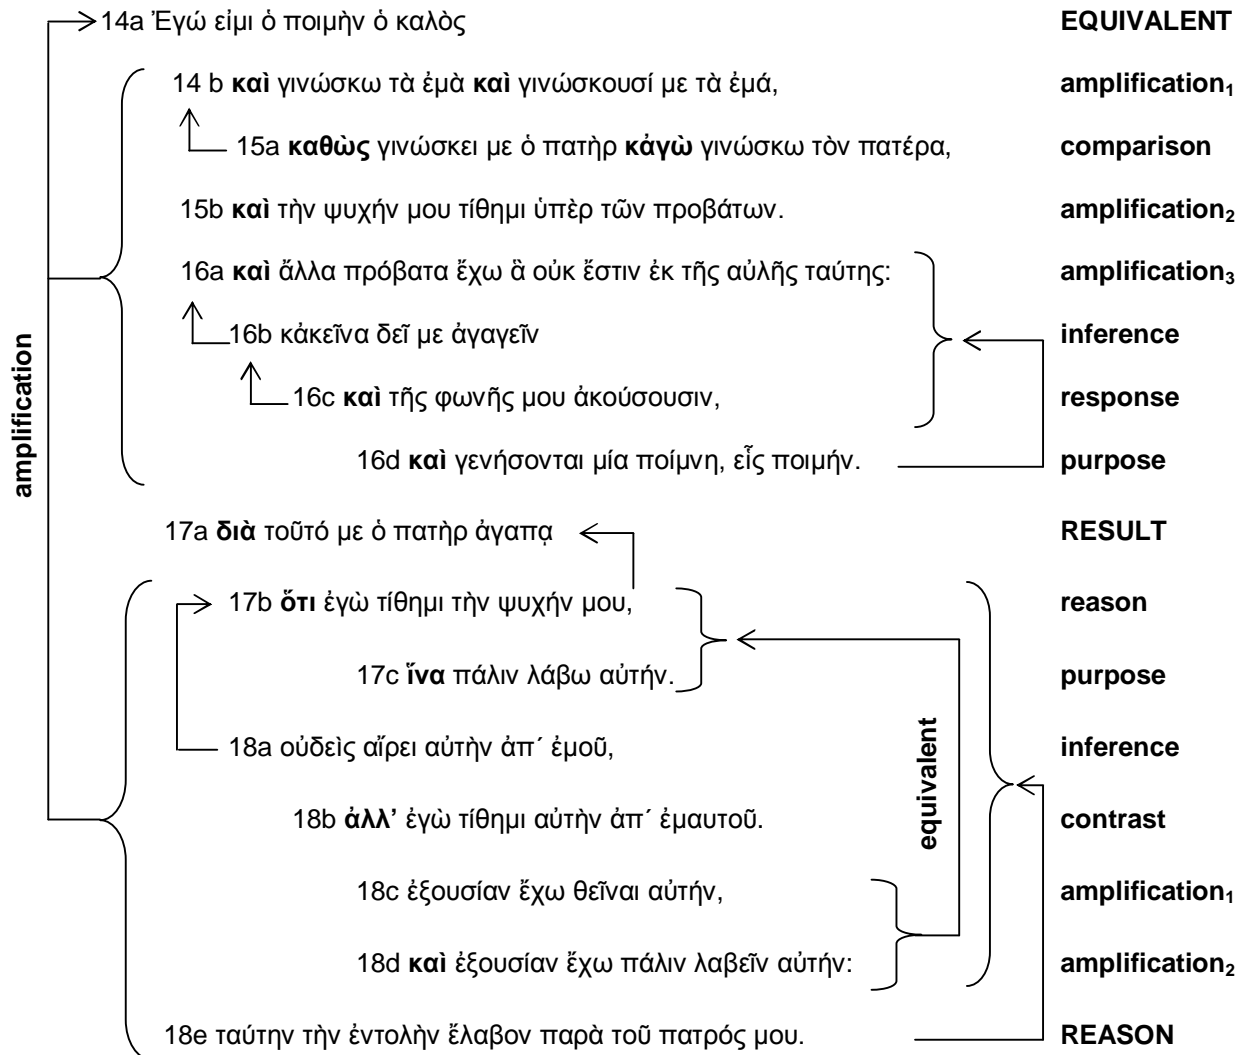 14a Ἐγώ εἰμι ὁ ποιμὴν ὁ καλὸς EQUIVALENT
14 b καὶ γινώσκω τὰ ἐμὰ καὶ γινώσκουσί με τὰ ἐμά, amplification₁
15a καθὼς γινώσκει με ὁ πατὴρ κἀγὼ γινώσκω τὸν πατέρα, comparison
15b καὶ τὴν ψυχήν μου τίθημι ὑπὲρ τῶν προβάτων. amplification₂
16a καὶ ἄλλα πρόβατα ἔχω ἃ οὐκ ἔστιν ἐκ τῆς αὐλῆς ταύτης: amplification₃
16b κἀκεῖνα δεῖ με ἀγαγεῖν inference
16c καὶ τῆς φωνῆς μου ἀκούσουσιν, response
amplification
16d καὶ γενήσονται μία ποίμνη, εἷς ποιμήν. purpose
17a διὰ τοῦτό με ὁ πατὴρ ἀγαπᾳ RESULT
17b ὅτι ἐγὼ τίθημι τὴν ψυχήν μου, reason
17c ἵνα πάλιν λάβω αὐτήν. purpose
18a οὐδεὶς αἴρει αὐτὴν ἀπ΄ ἐμοῦ, inference
equivalent
18b ἀλλ’ ἐγὼ τίθημι αὐτὴν ἀπ΄ ἐμαυτοῦ. contrast
18c ἐξουσίαν ἔχω θεῖναι αὐτήν, amplification₁
18d καὶ ἐξουσίαν ἔχω πάλιν λαβεῖν αὐτήν: amplification₂
18e ταύτην τὴν ἐντολὴν ἔλαβον παρὰ τοῦ πατρός μου. REASON